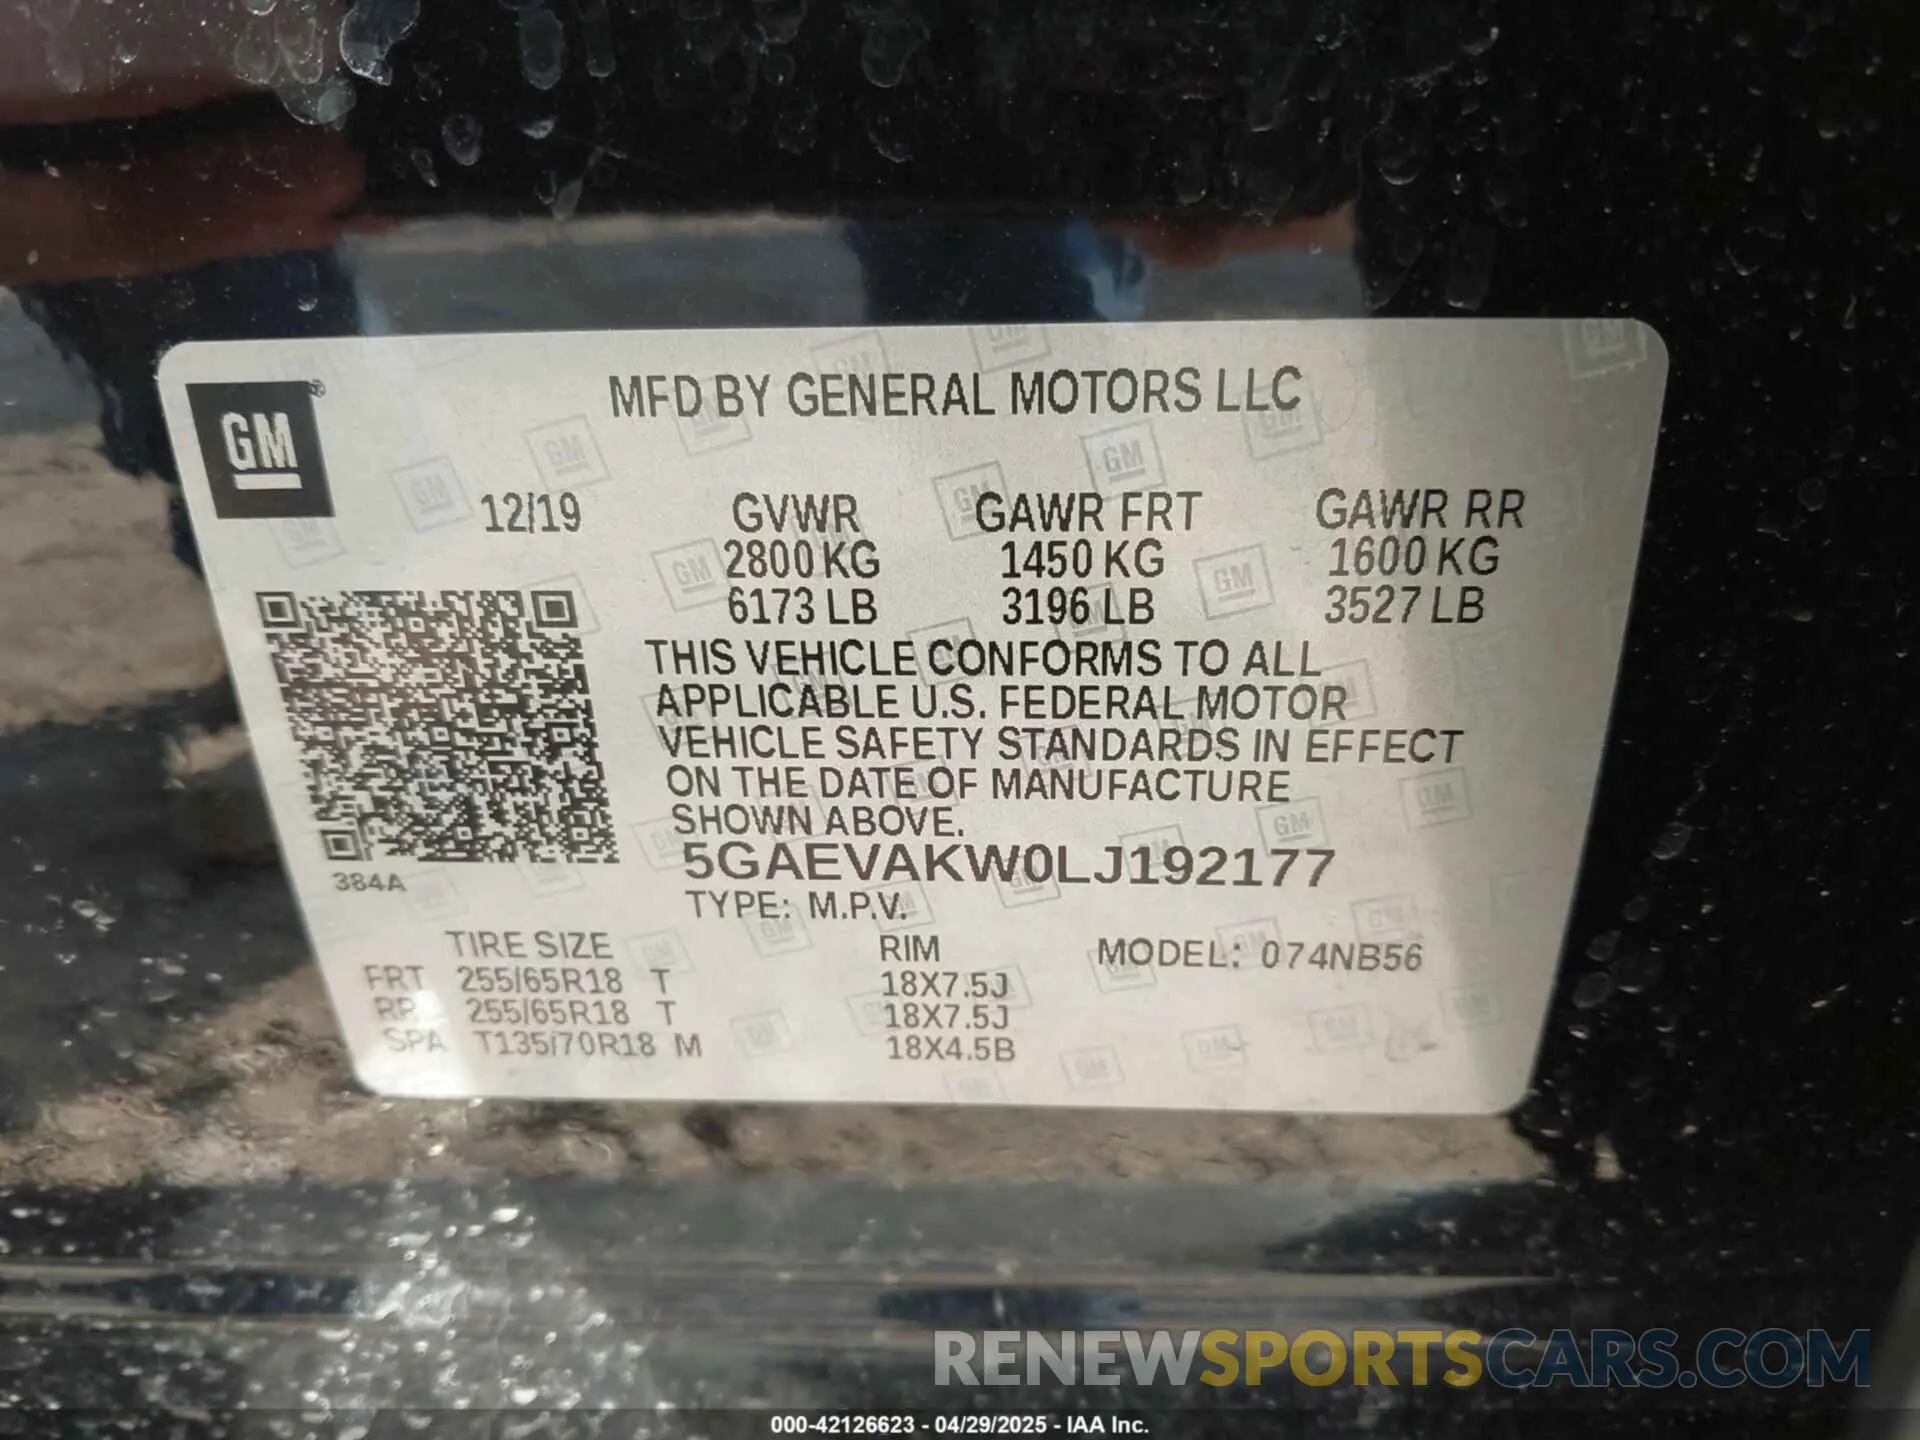 MFD BY GENERAL MOTORS LLC
GM
®
12/19 GVWR GAWR FRT GAWR RR
2800 KG 1450 KG 1600 KG
6173 LB 3196 LB 3527 LB
THIS VEHICLE CONFORMS TO ALL
APPLICABLE U.S. FEDERAL MOTOR
VEHICLE SAFETY STANDARDS IN EFFECT
ON THE DATE OF MANUFACTURE
SHOWN ABOVE.
384A
5GAEVAKW0LJ192177
TYPE: M.P.V.
TIRE SIZE RIM MODEL: 074NB56
FRT 255/65R18 T 18X7.5J
RR 255/65R18 T 18X7.5J
SPA T135/70R18 M 18X4.5B
RENEWSPORTSCARS.COM
000-42126623 - 04/29/2025 - IAA Inc.